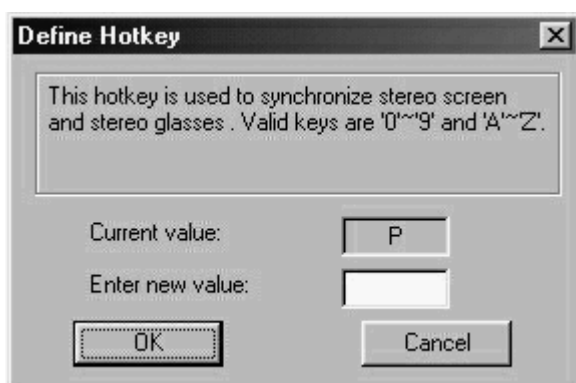 Define Hotkey
This hotkey is used to synchronize stereo screen
and stereo glasses . Valid keys are '0'~'9' and 'A'~'Z'.
Current value: P
Enter new value:
OK Cancel